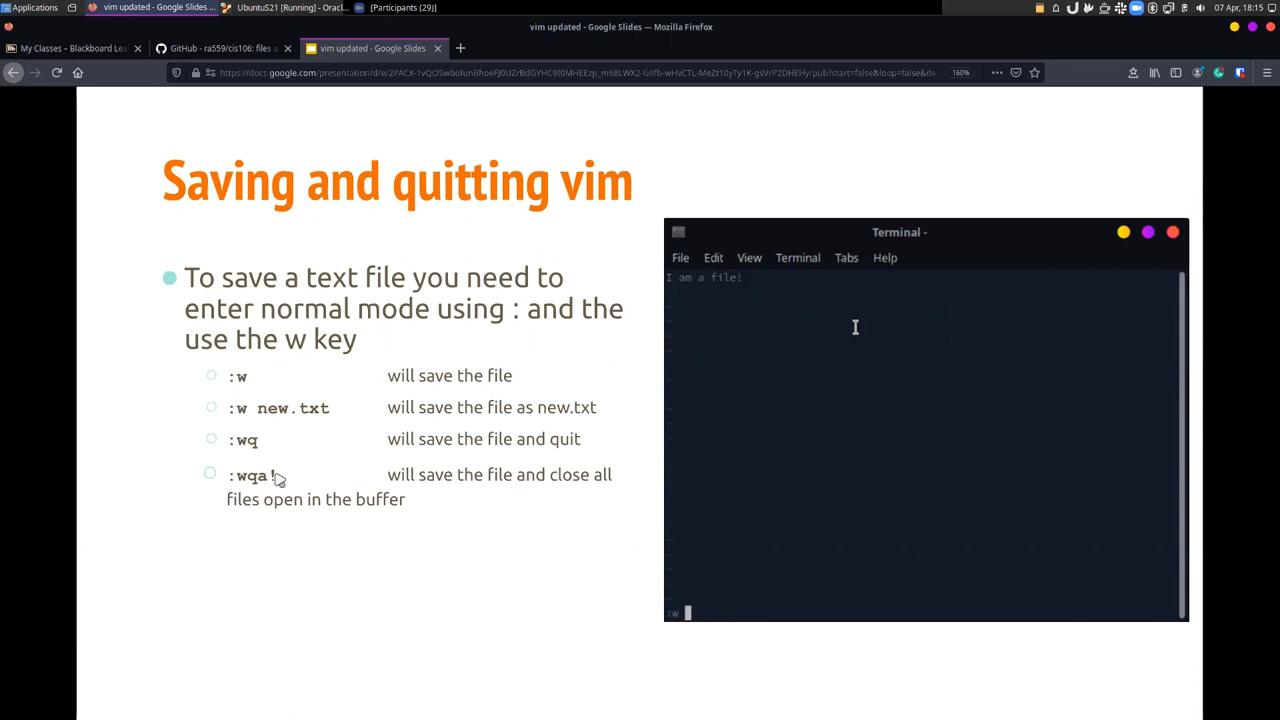 Applications
vim updated - Google Slides ...
UbuntuS21 [Running] - Oracl...
[Participants (29)]
07 Apr, 18:15
vim updated - Google Slides — Mozilla Firefox
My Classes – Blackboard Lea
GitHub - ra559/cis106: files a
vim updated - Google Slides
160%
Saving and quitting vim
Terminal -
File Edit View Terminal Tabs Help
I am a file!
To save a text file you need to
enter normal mode using : and the
use the w key
:w will save the file
:w new.txt will save the file as new.txt
:wq will save the file and quit
:wqa! will save the file and close all
files open in the buffer
:w